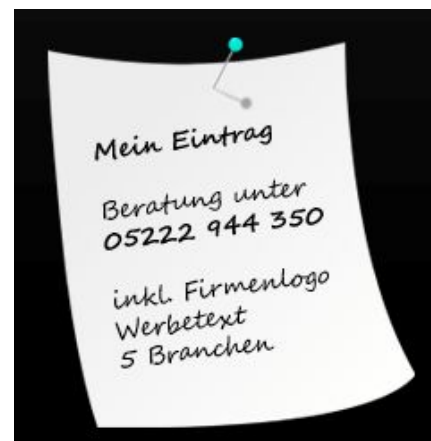 Mein Eintrag
Beratung unter
05222 944 350
inkl. Firmenlogo
Werbetext
5 Branchen